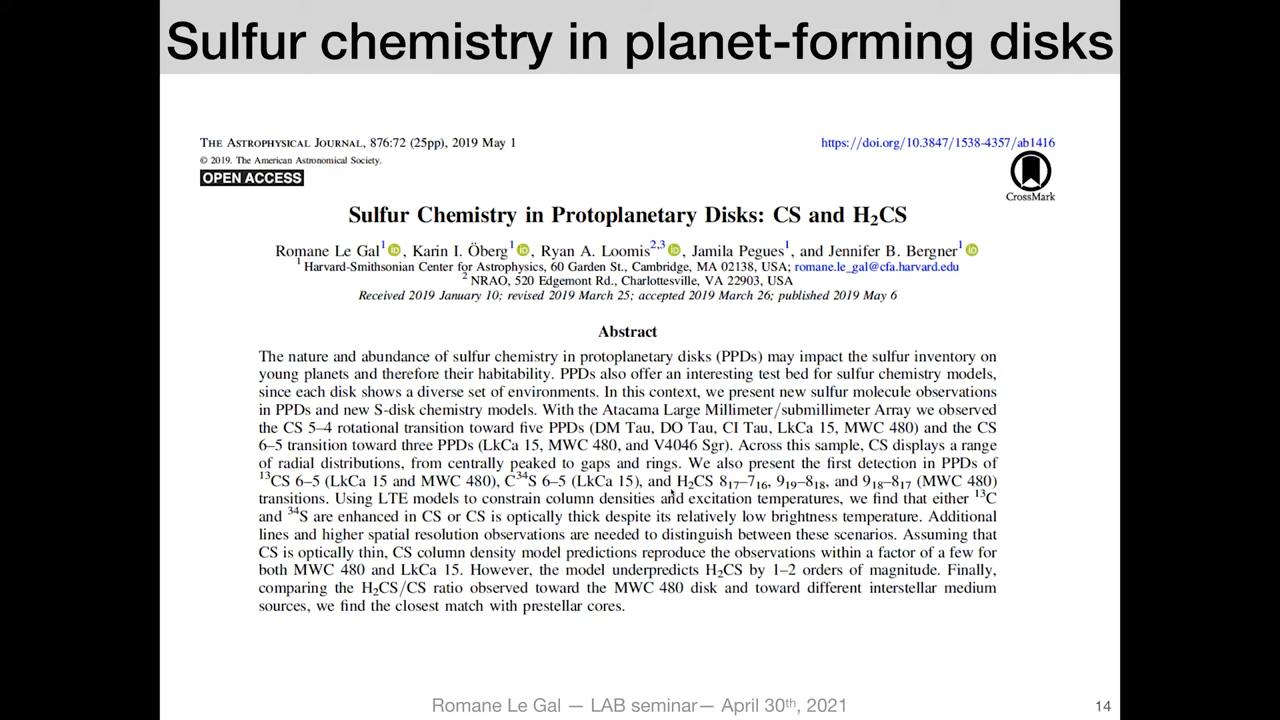 Sulfur chemistry in planet-forming disks
THE ASTROPHYSICAL JOURNAL, 876:72 (25pp), 2019 May 1
https://doi.org/10.3847/1538-4357/ab1416
© 2019. The American Astronomical Society.
OPEN ACCESS
CrossMark
Sulfur Chemistry in Protoplanetary Disks: CS and H₂CS
Romane Le Gal¹ iD, Karin I. Öberg¹ iD, Ryan A. Loomis²,³ iD, Jamila Pegues¹, and Jennifer B. Bergner¹ iD
¹ Harvard-Smithsonian Center for Astrophysics, 60 Garden St., Cambridge, MA 02138, USA; romane.le_gal@cfa.harvard.edu
² NRAO, 520 Edgemont Rd., Charlottesville, VA 22903, USA
Received 2019 January 10; revised 2019 March 25; accepted 2019 March 26; published 2019 May 6
Abstract
The nature and abundance of sulfur chemistry in protoplanetary disks (PPDs) may impact the sulfur inventory on
young planets and therefore their habitability. PPDs also offer an interesting test bed for sulfur chemistry models,
since each disk shows a diverse set of environments. In this context, we present new sulfur molecule observations
in PPDs and new S-disk chemistry models. With the Atacama Large Millimeter/submillimeter Array we observed
the CS 5–4 rotational transition toward five PPDs (DM Tau, DO Tau, CI Tau, LkCa 15, MWC 480) and the CS
6–5 transition toward three PPDs (LkCa 15, MWC 480, and V4046 Sgr). Across this sample, CS displays a range
of radial distributions, from centrally peaked to gaps and rings. We also present the first detection in PPDs of
¹³CS 6–5 (LkCa 15 and MWC 480), C³⁴S 6–5 (LkCa 15), and H₂CS 8₁₇–7₁₆, 9₁₉–8₁₈, and 9₁₈–8₁₇ (MWC 480)
transitions. Using LTE models to constrain column densities and excitation temperatures, we find that either ¹³C
and ³⁴S are enhanced in CS or CS is optically thick despite its relatively low brightness temperature. Additional
lines and higher spatial resolution observations are needed to distinguish between these scenarios. Assuming that
CS is optically thin, CS column density model predictions reproduce the observations within a factor of a few for
both MWC 480 and LkCa 15. However, the model underpredicts H₂CS by 1–2 orders of magnitude. Finally,
comparing the H₂CS/CS ratio observed toward the MWC 480 disk and toward different interstellar medium
sources, we find the closest match with prestellar cores.
Romane Le Gal — LAB seminar— April 30ᵗʰ, 2021
14